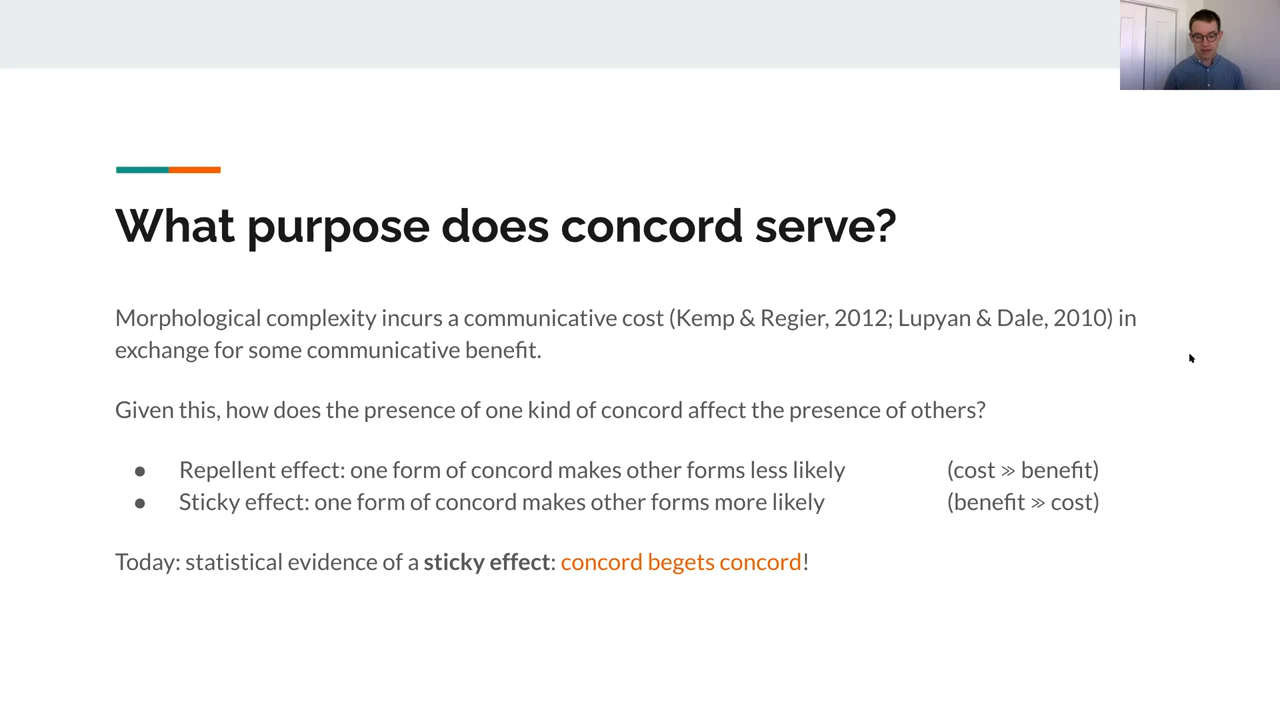 What purpose does concord serve?
Morphological complexity incurs a communicative cost (Kemp & Regier, 2012; Lupyan & Dale, 2010) in
exchange for some communicative benefit.
Given this, how does the presence of one kind of concord affect the presence of others?
● Repellent effect: one form of concord makes other forms less likely (cost ≫ benefit)
● Sticky effect: one form of concord makes other forms more likely (benefit ≫ cost)
Today: statistical evidence of a sticky effect: concord begets concord!